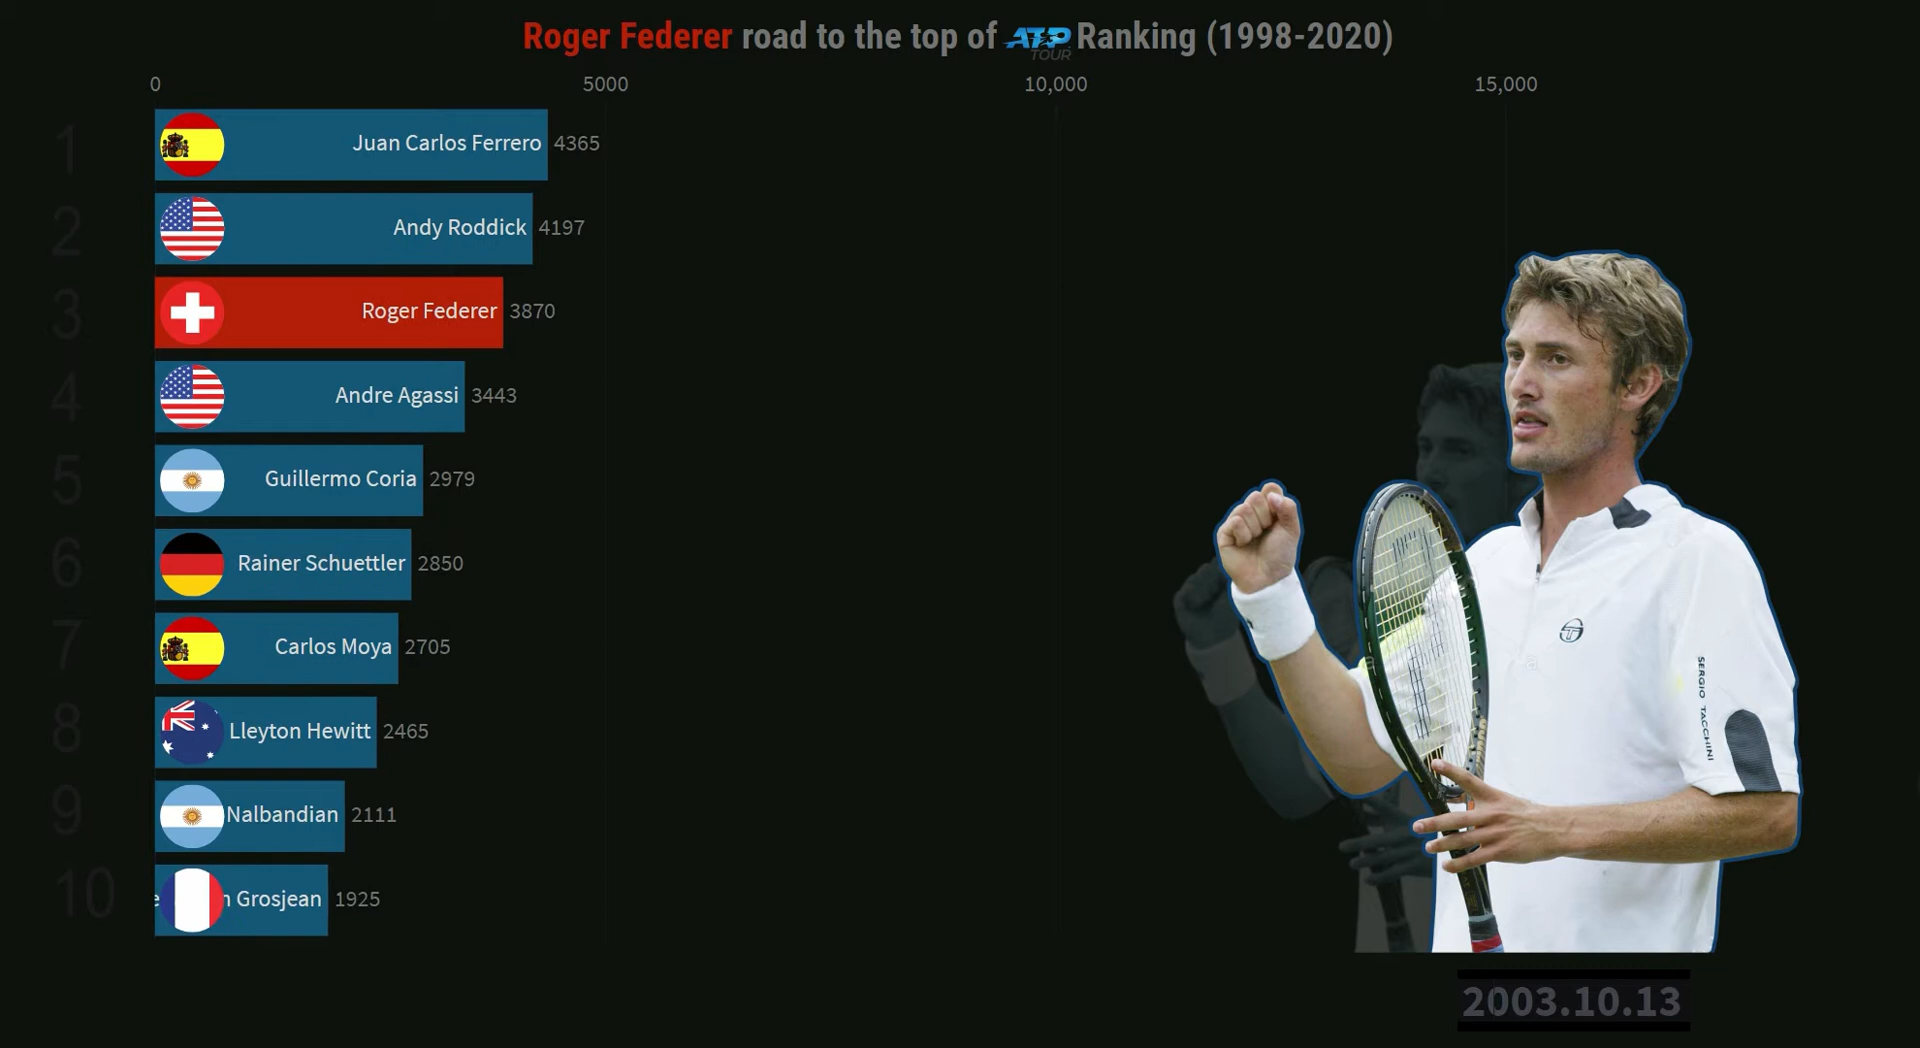 Roger Federer road to the top of ATP TOUR Ranking (1998-2020)
0 5000 10,000 15,000
1 Juan Carlos Ferrero 4365
2 Andy Roddick 4197
3 Roger Federer 3870
4 Andre Agassi 3443
5 Guillermo Coria 2979
6 Rainer Schuettler 2850
7 Carlos Moya 2705
8 Lleyton Hewitt 2465
9 Nalbandian 2111
10 Grosjean 1925
SERGIO TACCHINI
2003.10.13